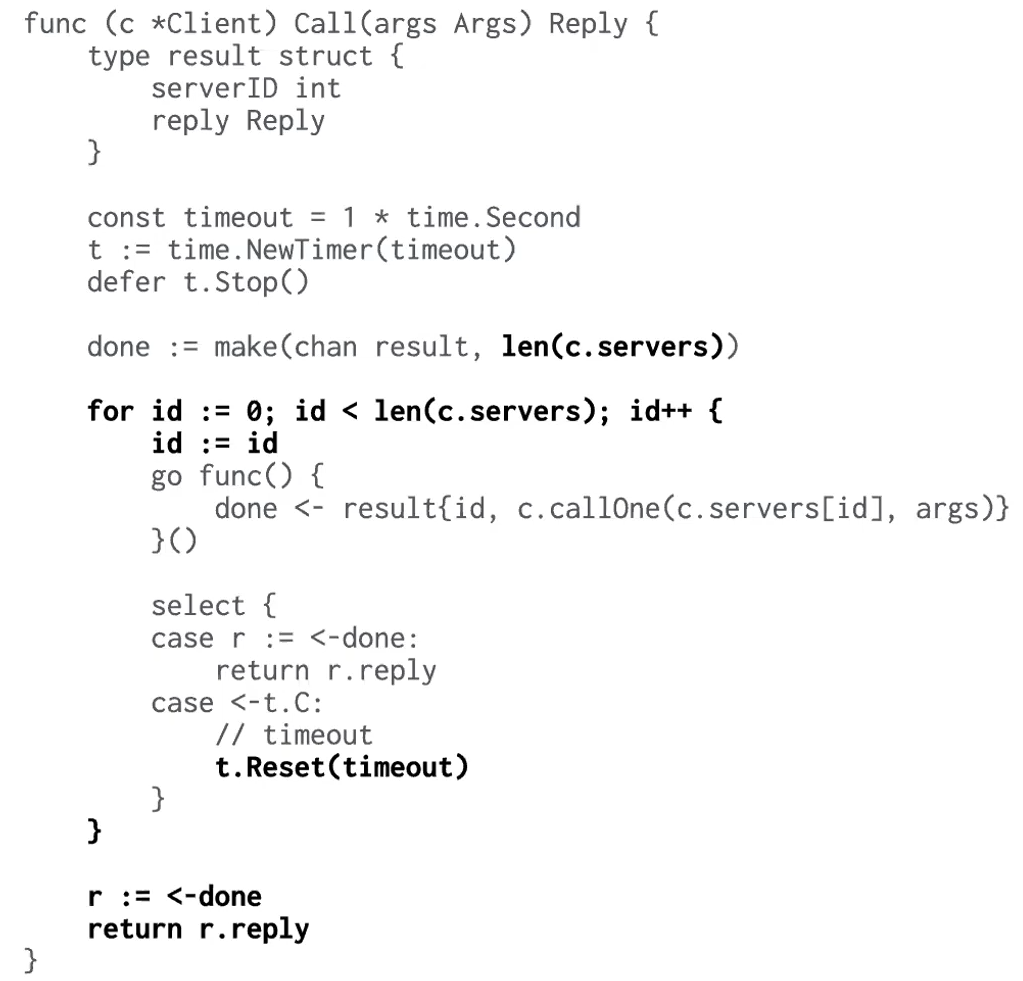 func (c *Client) Call(args Args) Reply {
    type result struct {
        serverID int
        reply Reply
    }

    const timeout = 1 * time.Second
    t := time.NewTimer(timeout)
    defer t.Stop()

    done := make(chan result, len(c.servers))

    for id := 0; id < len(c.servers); id++ {
        id := id
        go func() {
            done <- result{id, c.callOne(c.servers[id], args)}
        }()

        select {
        case r := <-done:
            return r.reply
        case <-t.C:
            // timeout
            t.Reset(timeout)
        }
    }

    r := <-done
    return r.reply
}